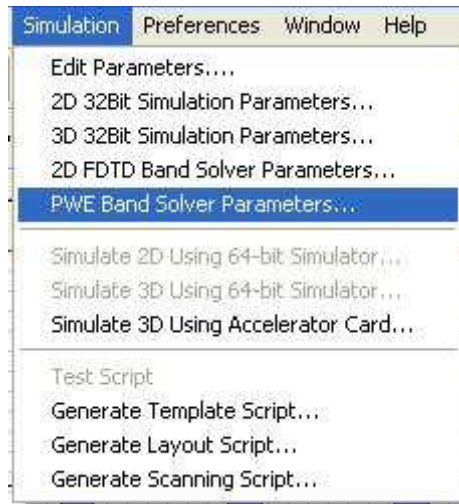 Simulation Preferences Window Help
Edit Parameters....
2D 32Bit Simulation Parameters...
3D 32Bit Simulation Parameters...
2D FDTD Band Solver Parameters...
PWE Band Solver Parameters...
Simulate 2D Using 64-bit Simulator...
Simulate 3D Using 64-bit Simulator...
Simulate 3D Using Accelerator Card...
Test Script
Generate Template Script...
Generate Layout Script...
Generate Scanning Script...